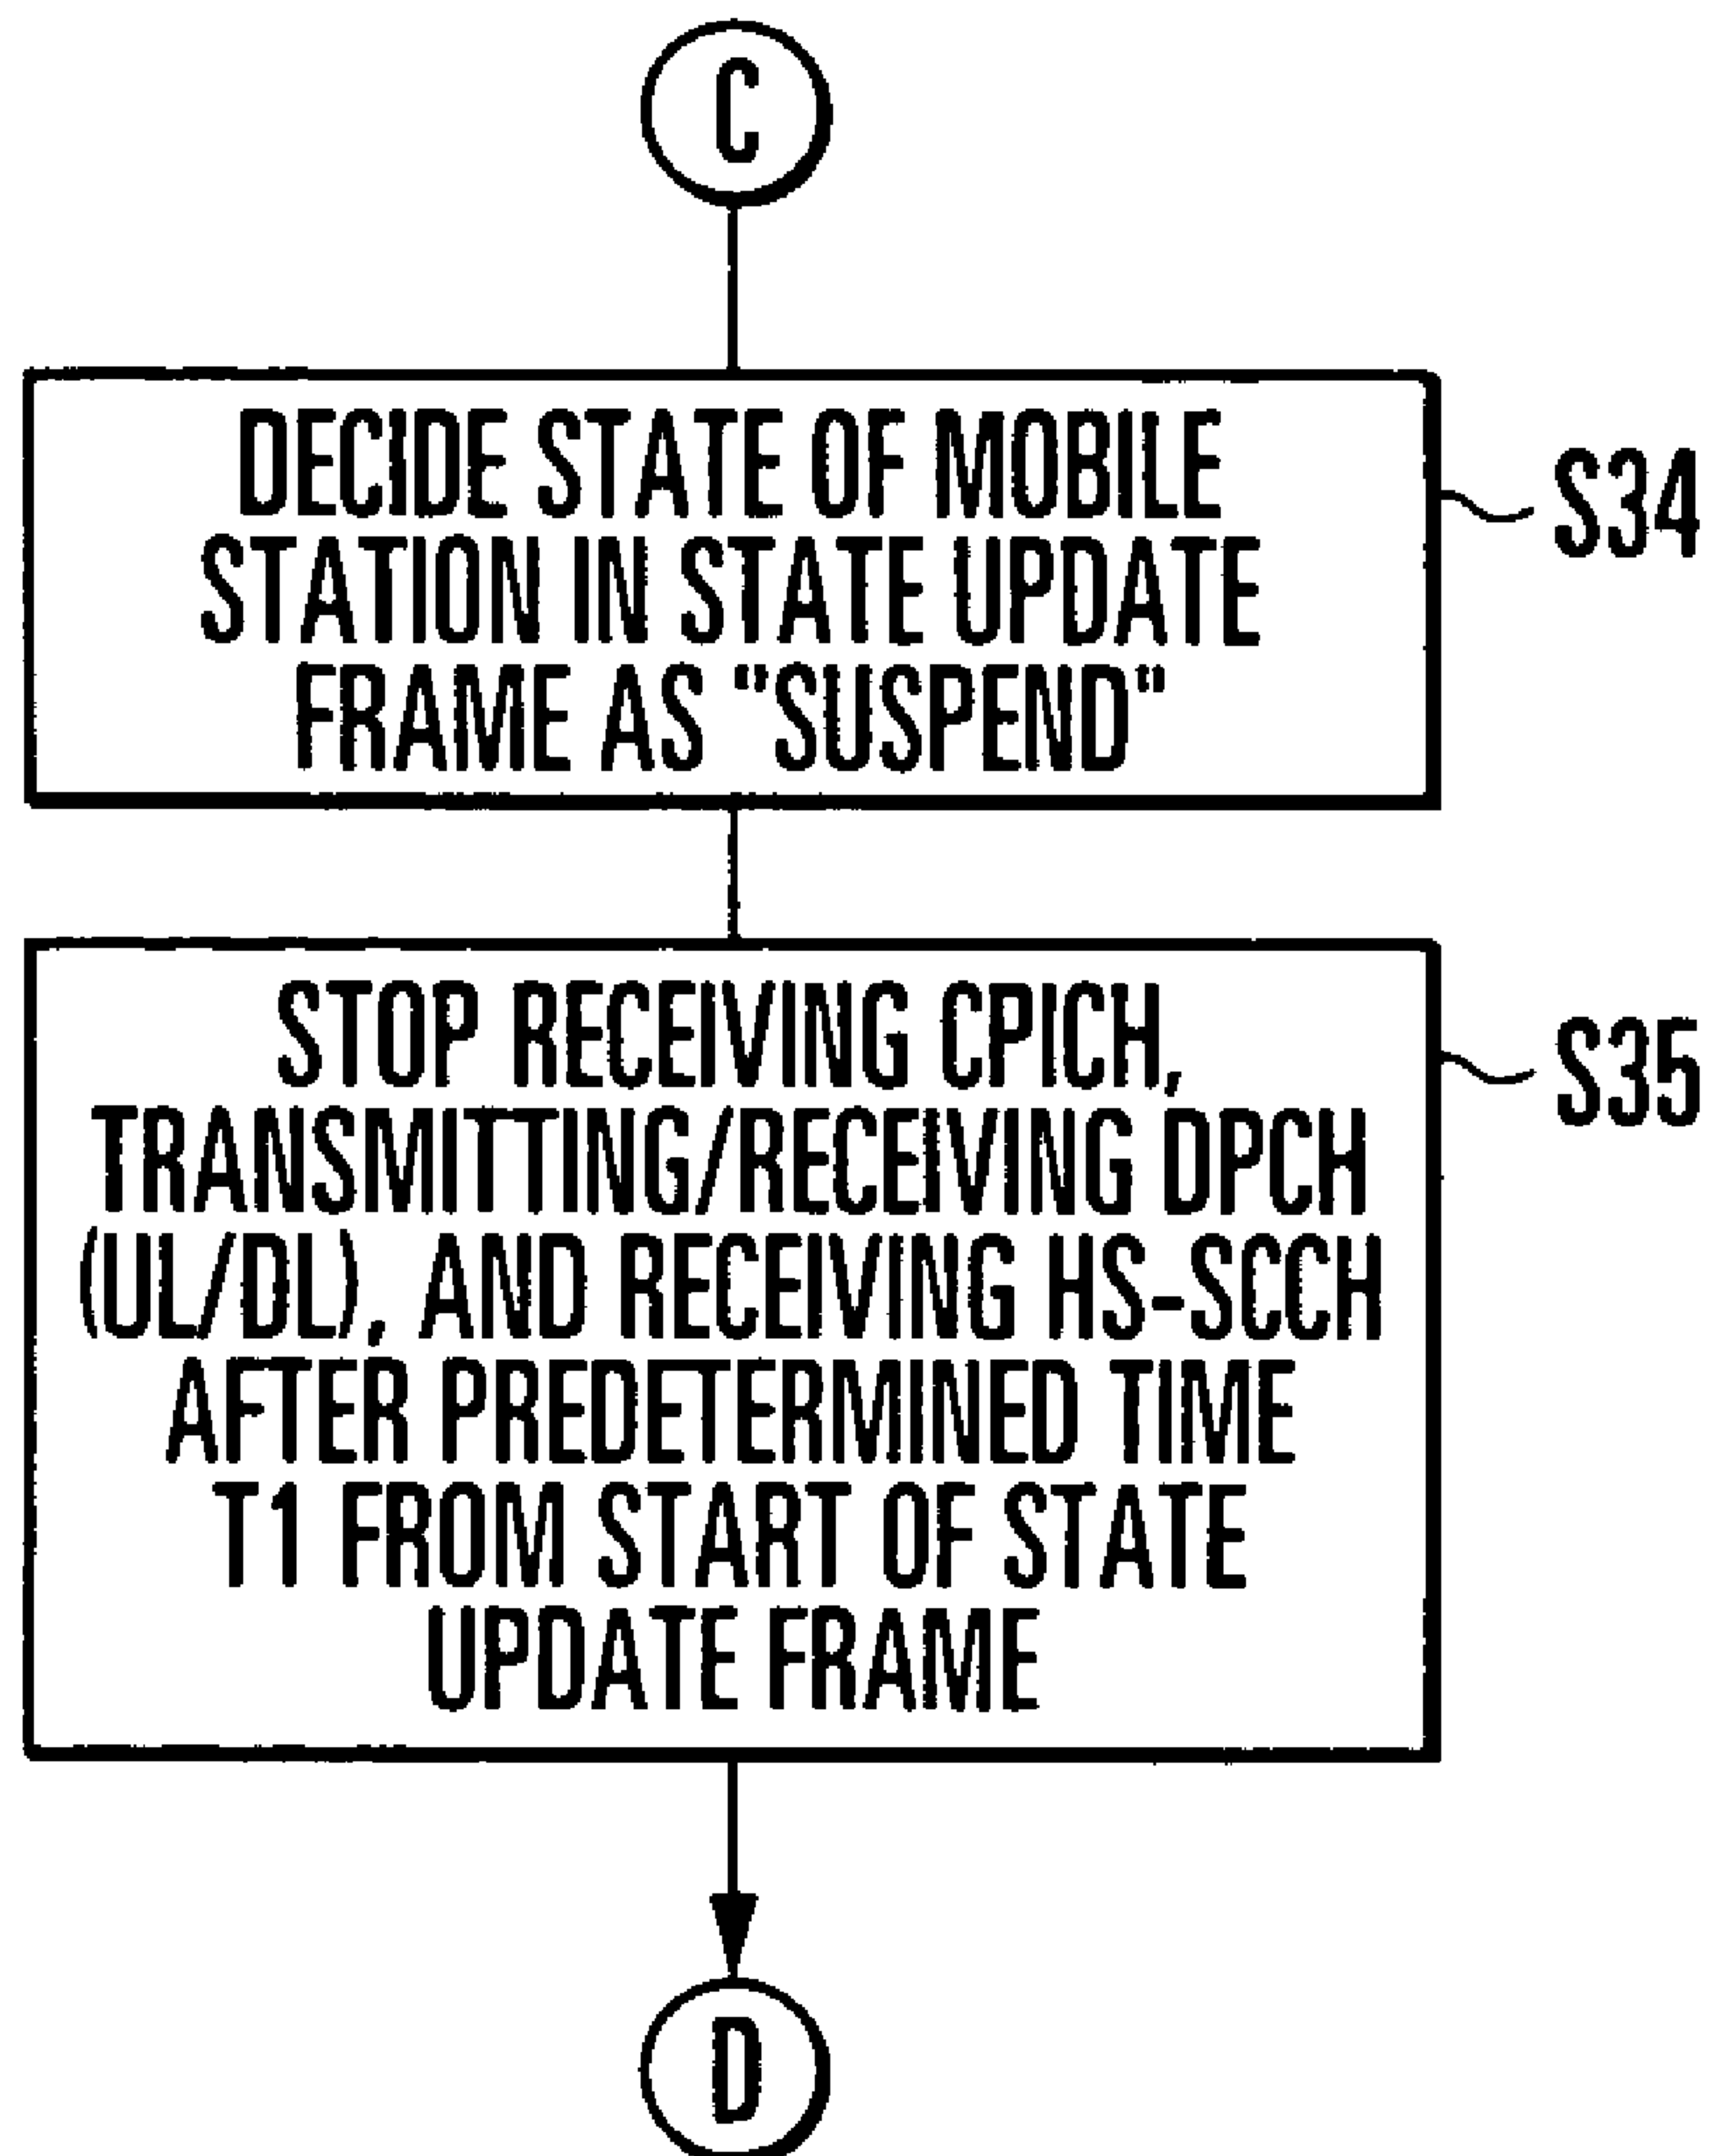 C
DECIDE STATE OF MOBILE
STATION IN STATE UPDATE
FRAME AS "SUSPEND"
S34
STOP RECEIVING CPICH,
TRANSMITTING/RECEIVING DPCH
(UL/DL), AND RECEIVING HS-SCCH
AFTER PREDETERMINED TIME
T1 FROM START OF STATE
UPDATE FRAME
S35
D